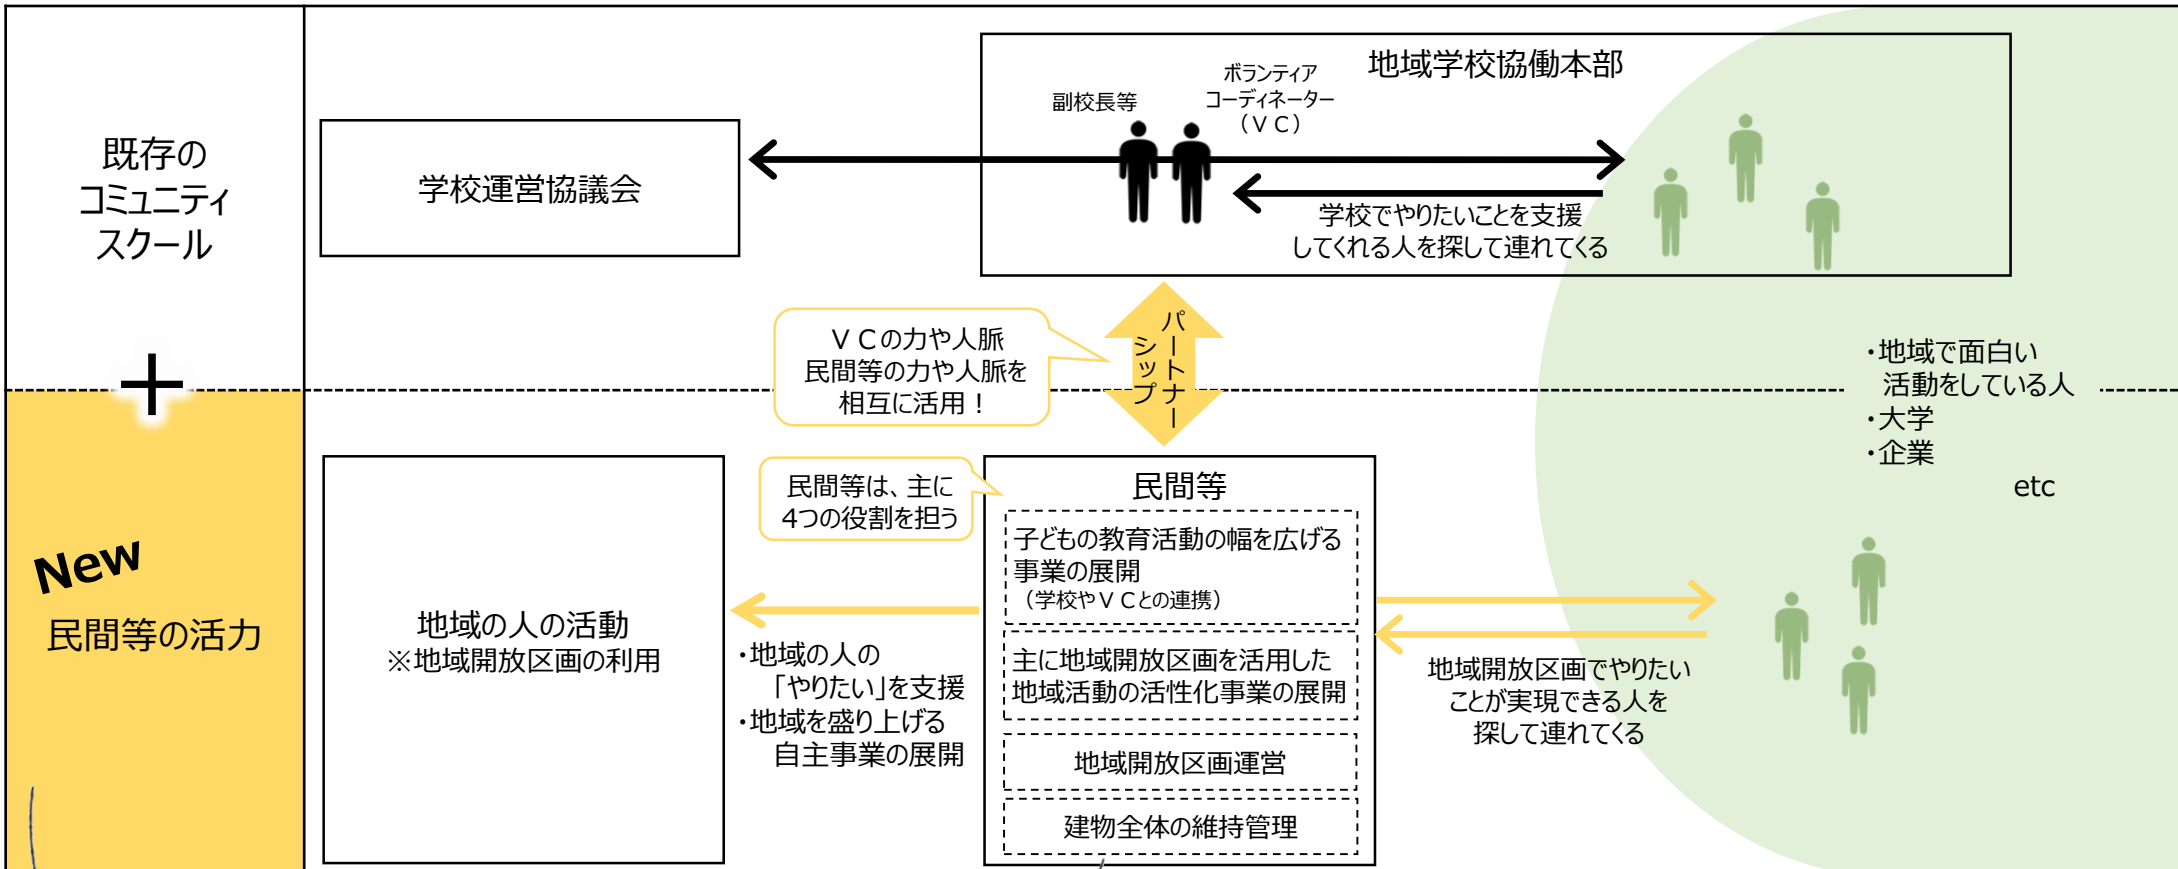 既存の
コミュニティ
スクール
＋
学校運営協議会
地域学校協働本部
副校長等
ボランティア
コーディネーター
（ＶＣ）
学校でやりたいことを支援
してくれる人を探して連れてくる
ＶＣの力や人脈
民間等の力や人脈を
相互に活用！
パートナー
シップ
・地域で面白い
活動をしている人
・大学
・企業
etc
New
民間等の活力
地域の人の活動
※地域開放区画の利用
民間等は、主に
4つの役割を担う
・地域の人の
「やりたい」を支援
・地域を盛り上げる
自主事業の展開
民間等
子どもの教育活動の幅を広げる
事業の展開
（学校やＶＣとの連携）
主に地域開放区画を活用した
地域活動の活性化事業の展開
地域開放区画運営
建物全体の維持管理
地域開放区画でやりたい
ことが実現できる人を
探して連れてくる